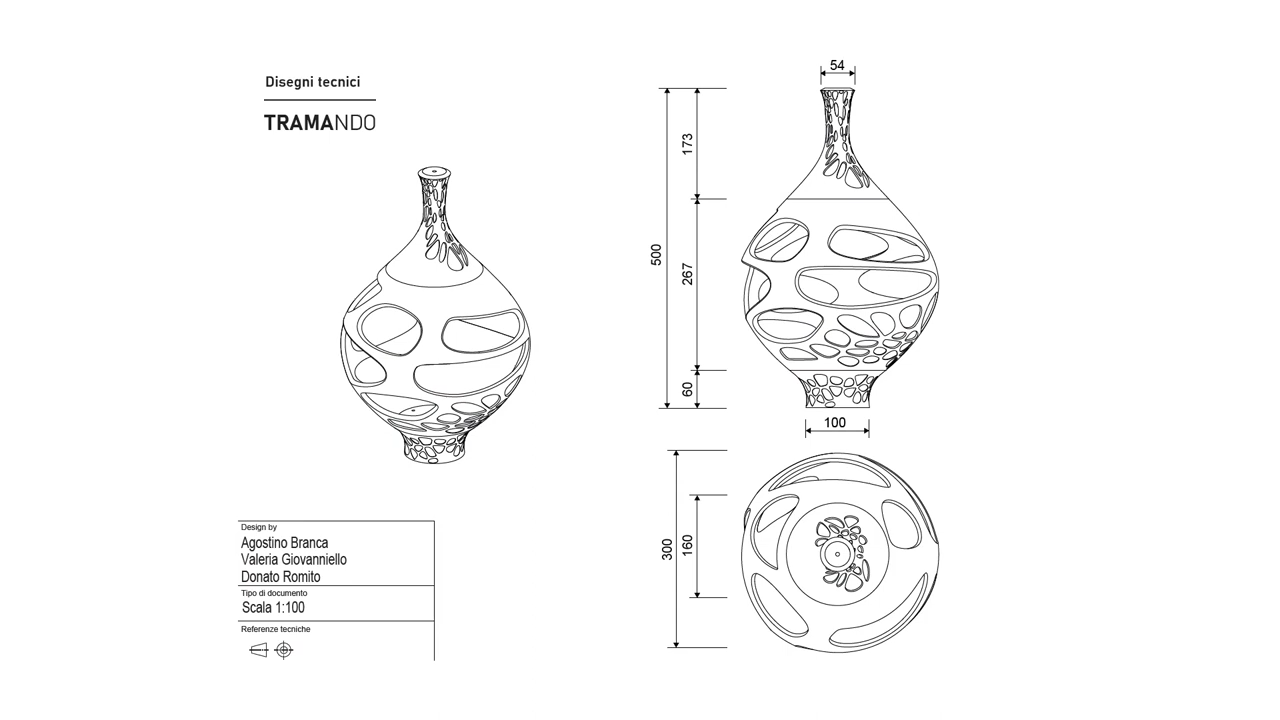 Disegni tecnici
TRAMANDO
Design by
Agostino Branca
Valeria Giovanniello
Donato Romito
Tipo di documento
Scala 1:100
Referenze tecniche
54
173
500
267
60
100
300
160